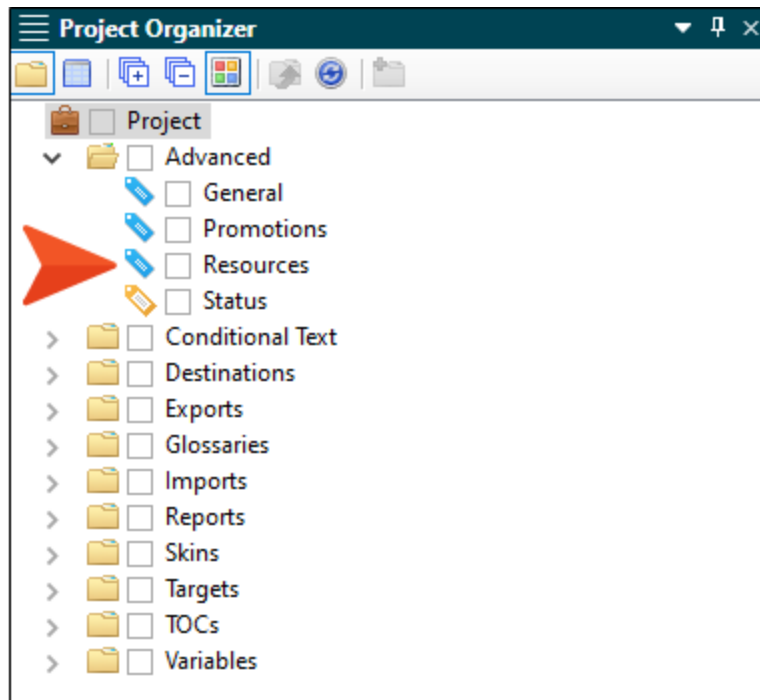 Project Organizer
Project
Advanced
General
Promotions
Resources
Status
Conditional Text
Destinations
Exports
Glossaries
Imports
Reports
Skins
Targets
TOCs
Variables